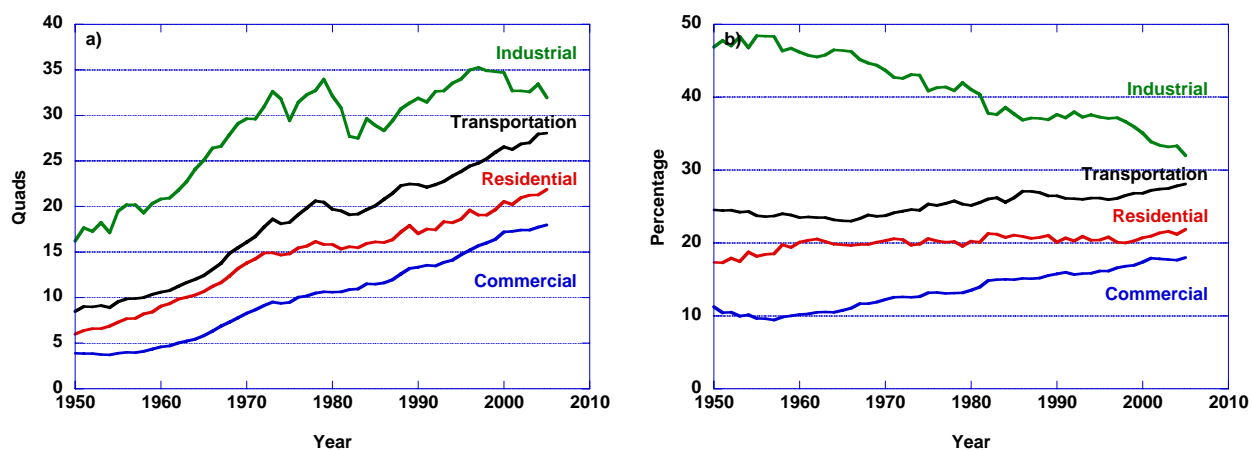 a)
Quads
40
35
30
25
20
15
10
5
0
Industrial
Transportation
Residential
Commercial
1950 1960 1970 1980 1990 2000 2010
Year
b)
Percentage
50
40
30
20
10
0
Industrial
Transportation
Residential
Commercial
1950 1960 1970 1980 1990 2000 2010
Year